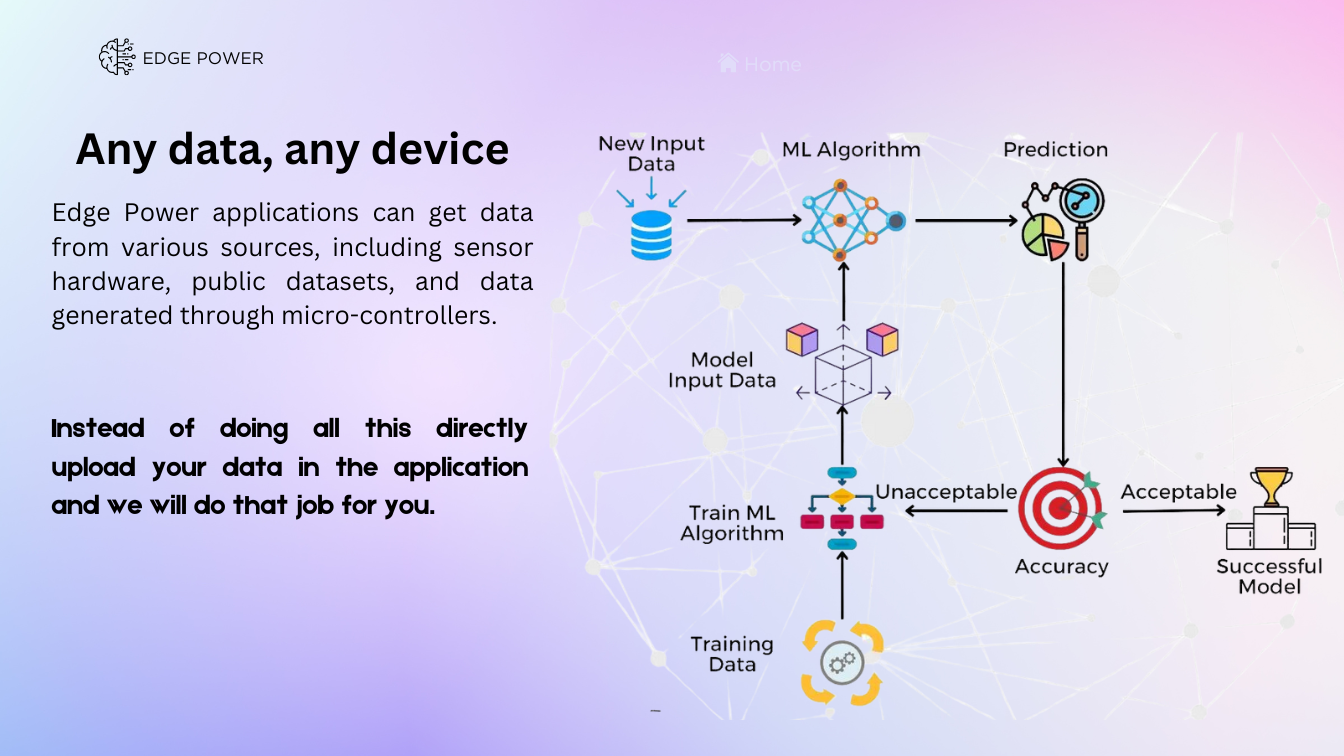 EDGE POWER
Home
Any data, any device
Edge Power applications can get data
from various sources, including sensor
hardware, public datasets, and data
generated through micro-controllers.
Instead of doing all this directly
upload your data in the application
and we will do that job for you.
New Input
Data
ML Algorithm
Prediction
Model
Input Data
Train ML
Algorithm
Unacceptable
Acceptable
Accuracy
Successful
Model
Training
Data